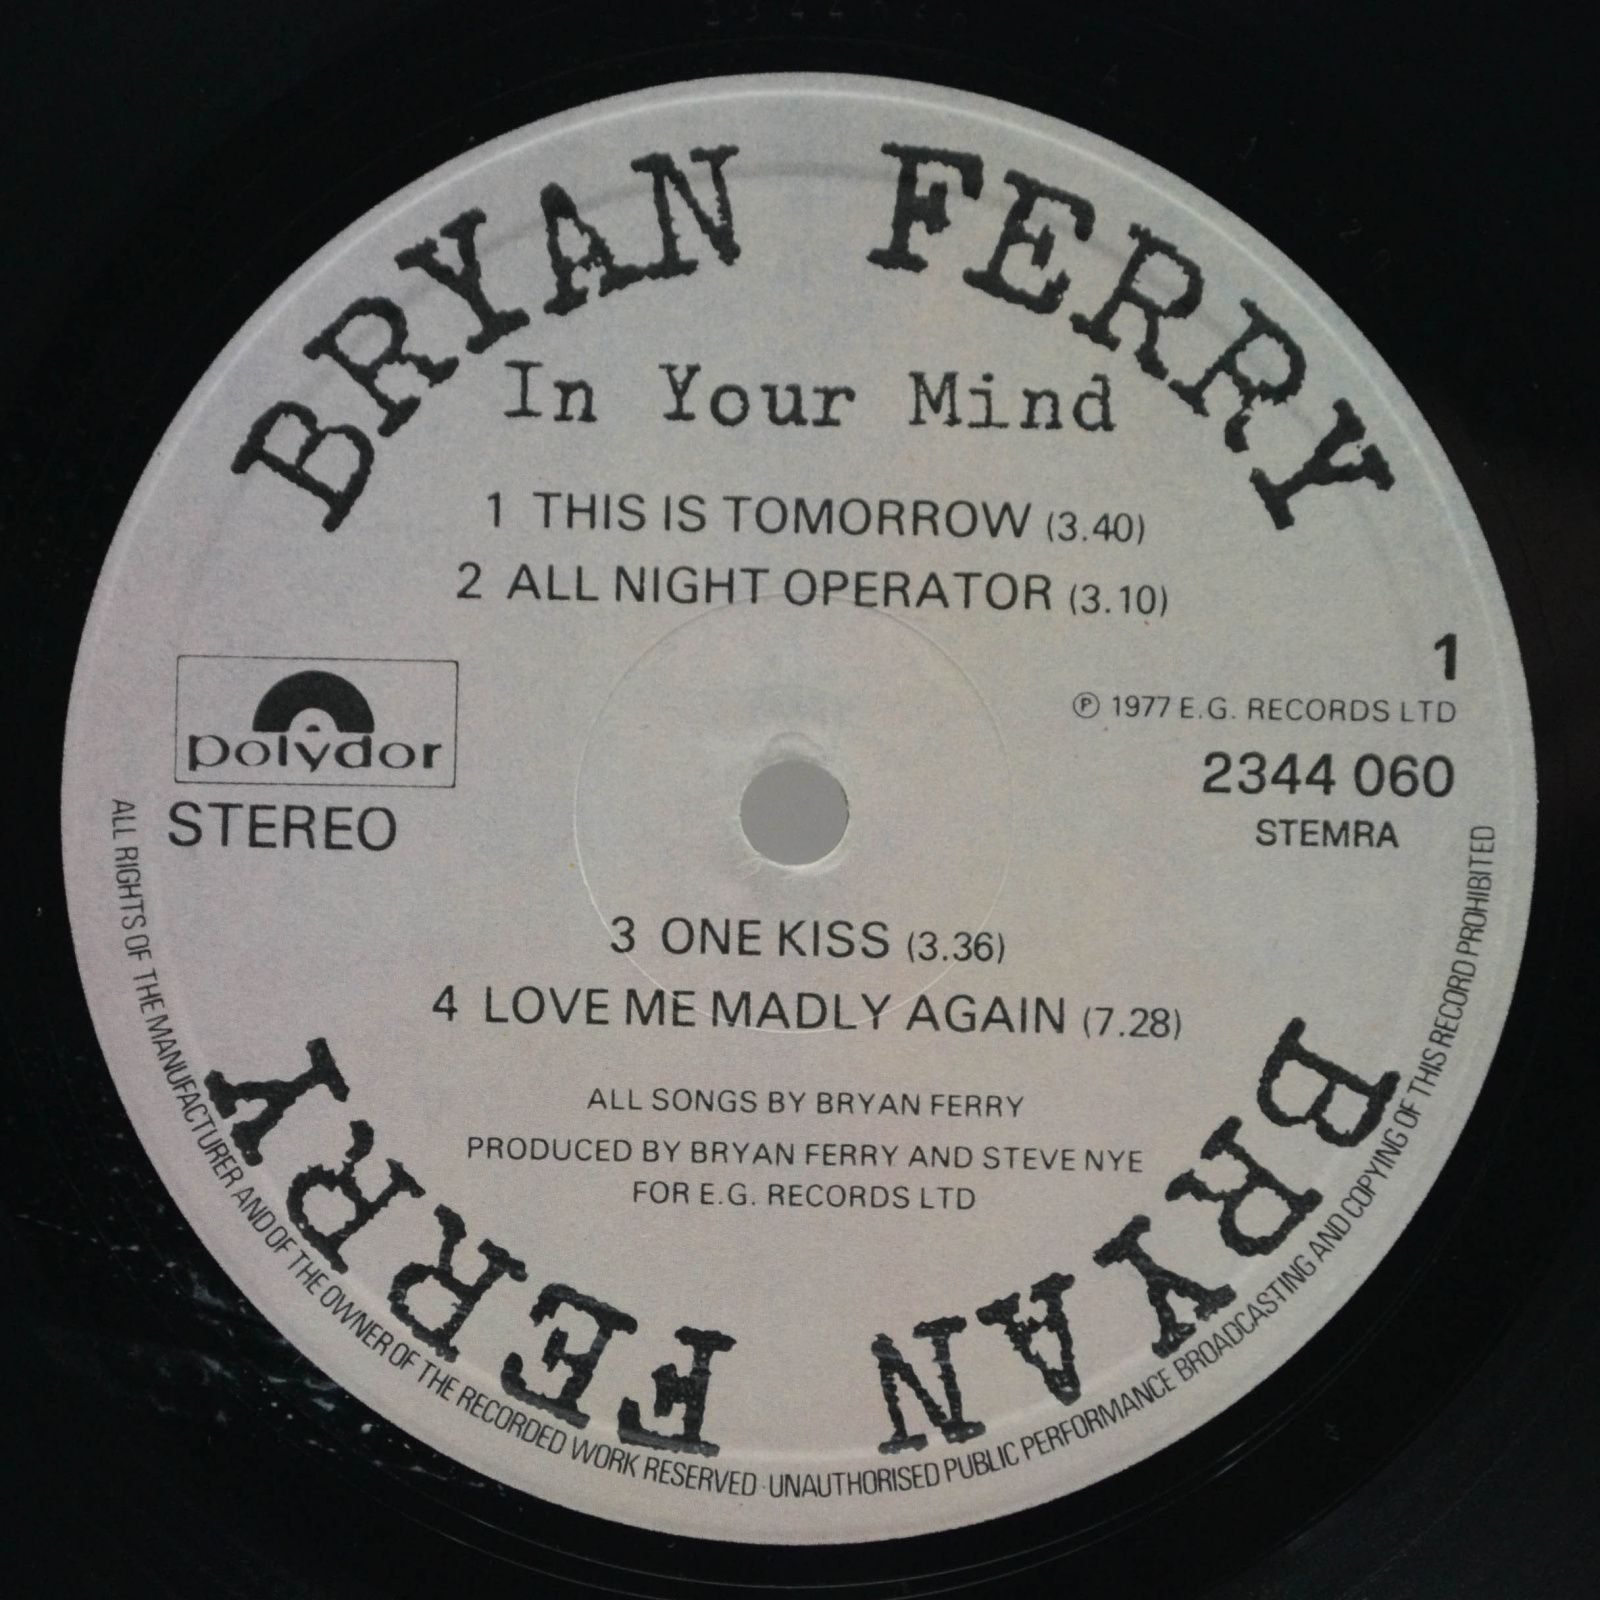 BRYAN FERRY
In Your Mind
1 THIS IS TOMORROW (3.40)
2 ALL NIGHT OPERATOR (3.10)
polydor
STEREO
1
℗ 1977 E.G. RECORDS LTD
2344 060
STEMRA
3 ONE KISS (3.36)
4 LOVE ME MADLY AGAIN (7.28)
ALL SONGS BY BRYAN FERRY
PRODUCED BY BRYAN FERRY AND STEVE NYE
FOR E.G. RECORDS LTD
BRYAN FERRY
ALL RIGHTS OF THE MANUFACTURER AND OF THE OWNER OF THE RECORDED WORK RESERVED · UNAUTHORISED PUBLIC PERFORMANCE BROADCASTING AND COPYING OF THIS RECORD PROHIBITED